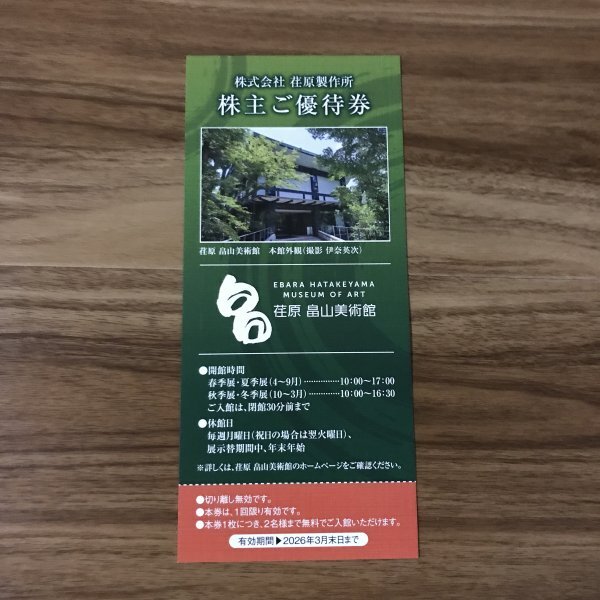 株式会社 荏原製作所
株主ご優待券
荏原 畠山美術館 本館外観(撮影 伊奈英次)
EBARA HATAKEYAMA
MUSEUM OF ART
荏原 畠山美術館
●開館時間
春季展・夏季展(4〜9月)……………10:00〜17:00
秋季展・冬季展(10〜3月)…………10:00〜16:30
ご入館は、閉館30分前まで
●休館日
毎週月曜日(祝日の場合は翌火曜日)、
展示替期間中、年末年始
※詳しくは、荏原 畠山美術館のホームページをご確認ください。
●切り離し無効です。
●本券は、1回限り有効です。
●本券1枚につき、2名様まで無料でご入館いただけます。
有効期間▶2026年3月末日まで